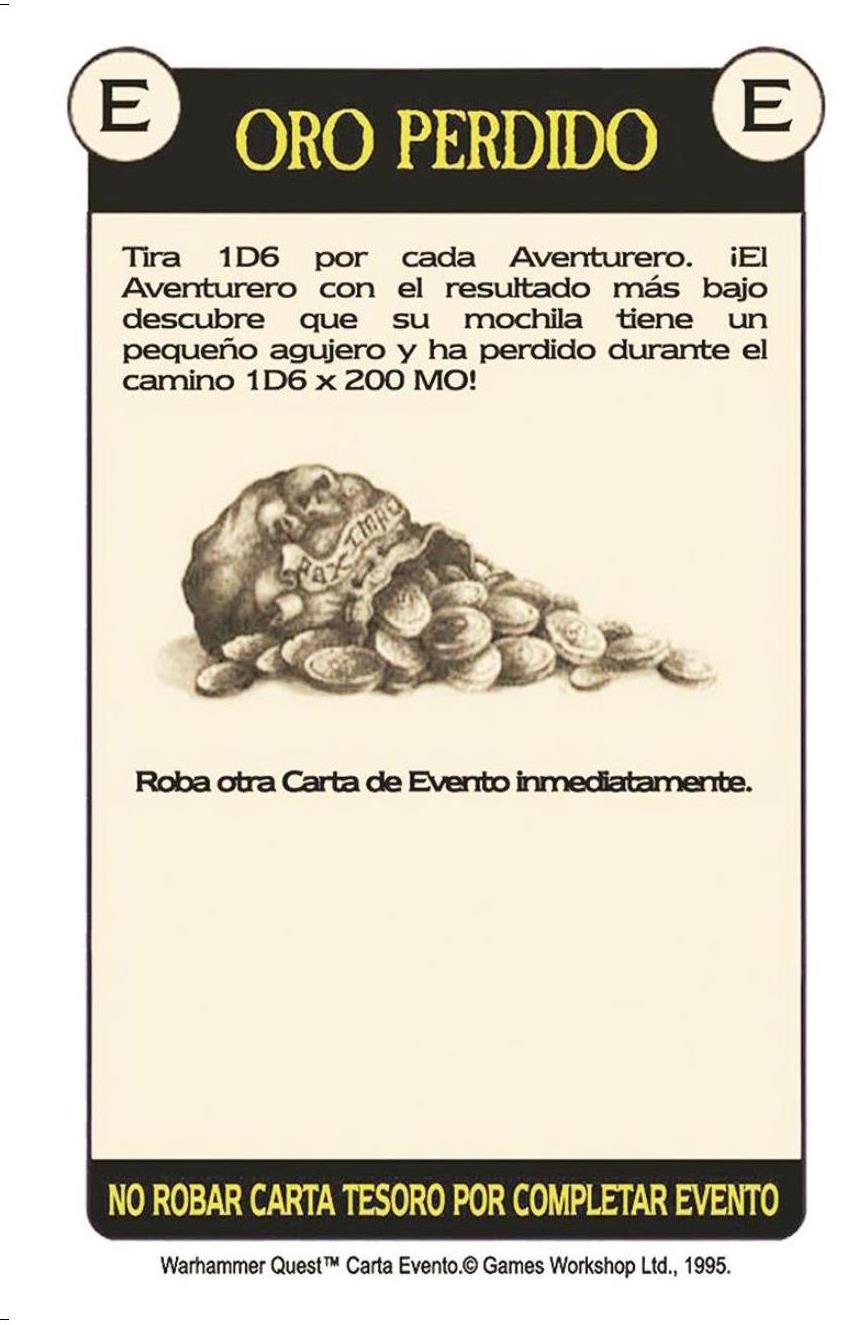 E
ORO PERDIDO
E
Tira 1D6 por cada Aventurero. ¡El
Aventurero con el resultado más bajo
descubre que su mochila tiene un
pequeño agujero y ha perdido durante el
camino 1D6 x 200 MO!
PAX IMPO
Roba otra Carta de Evento inmediatamente.
NO ROBAR CARTA TESORO POR COMPLETAR EVENTO
Warhammer Quest™ Carta Evento.© Games Workshop Ltd., 1995.